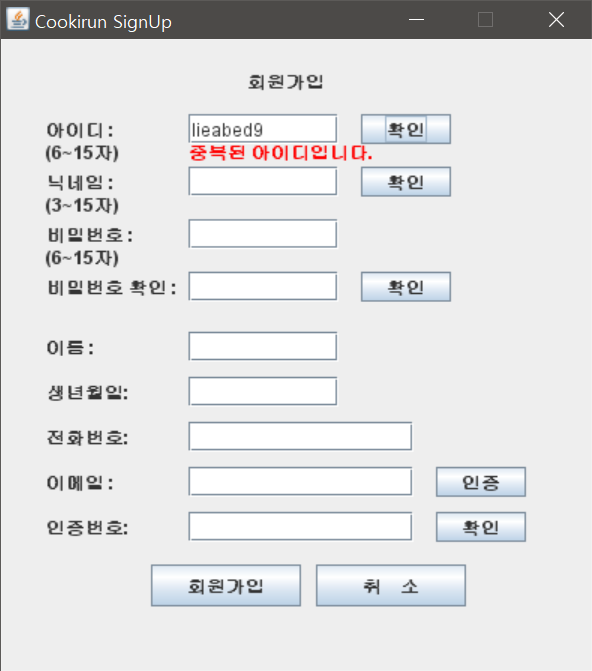 Cookirun SignUp
회원가입
아이디 : lieabed9 확인
(6~15자) 중복된 아이디입니다.
닉네임 : 확인
(3~15자)
비밀번호 :
(6~15자)
비밀번호 확인 : 확인
이름 :
생년월일:
전화번호:
이메일 : 인증
인증번호: 확인
회원가입 취 소